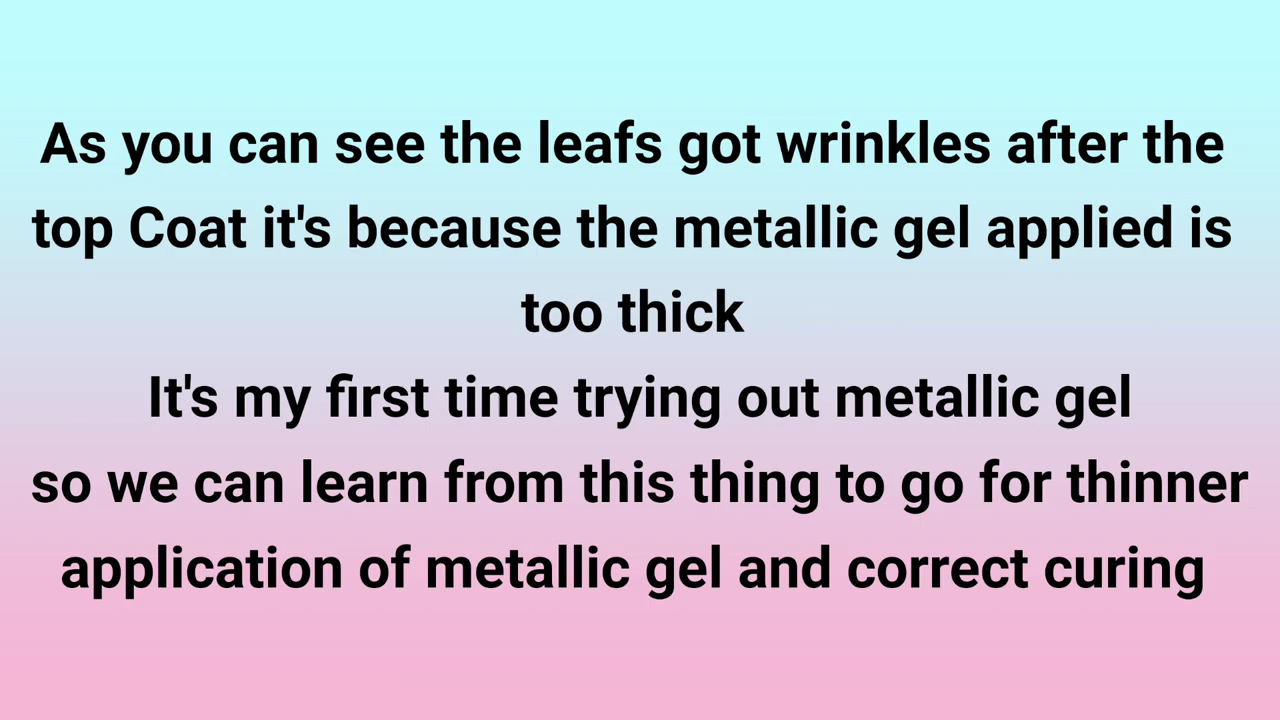 As you can see the leafs got wrinkles after the
top Coat it's because the metallic gel applied is
too thick
It's my first time trying out metallic gel
so we can learn from this thing to go for thinner
application of metallic gel and correct curing